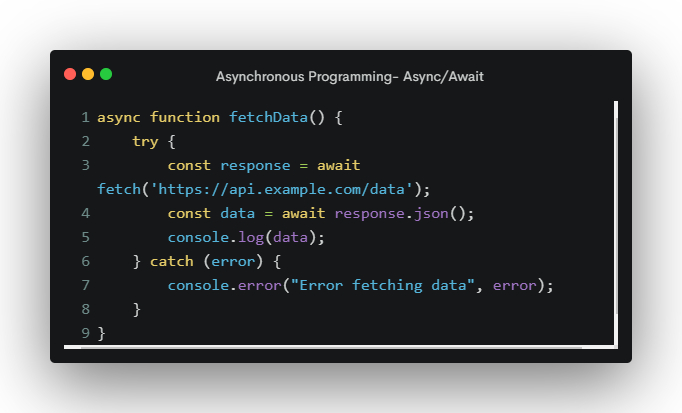 Asynchronous Programming- Async/Await
1 async function fetchData() {
2     try {
3         const response = await
fetch('https://api.example.com/data');
4         const data = await response.json();
5         console.log(data);
6     } catch (error) {
7         console.error("Error fetching data", error);
8     }
9 }